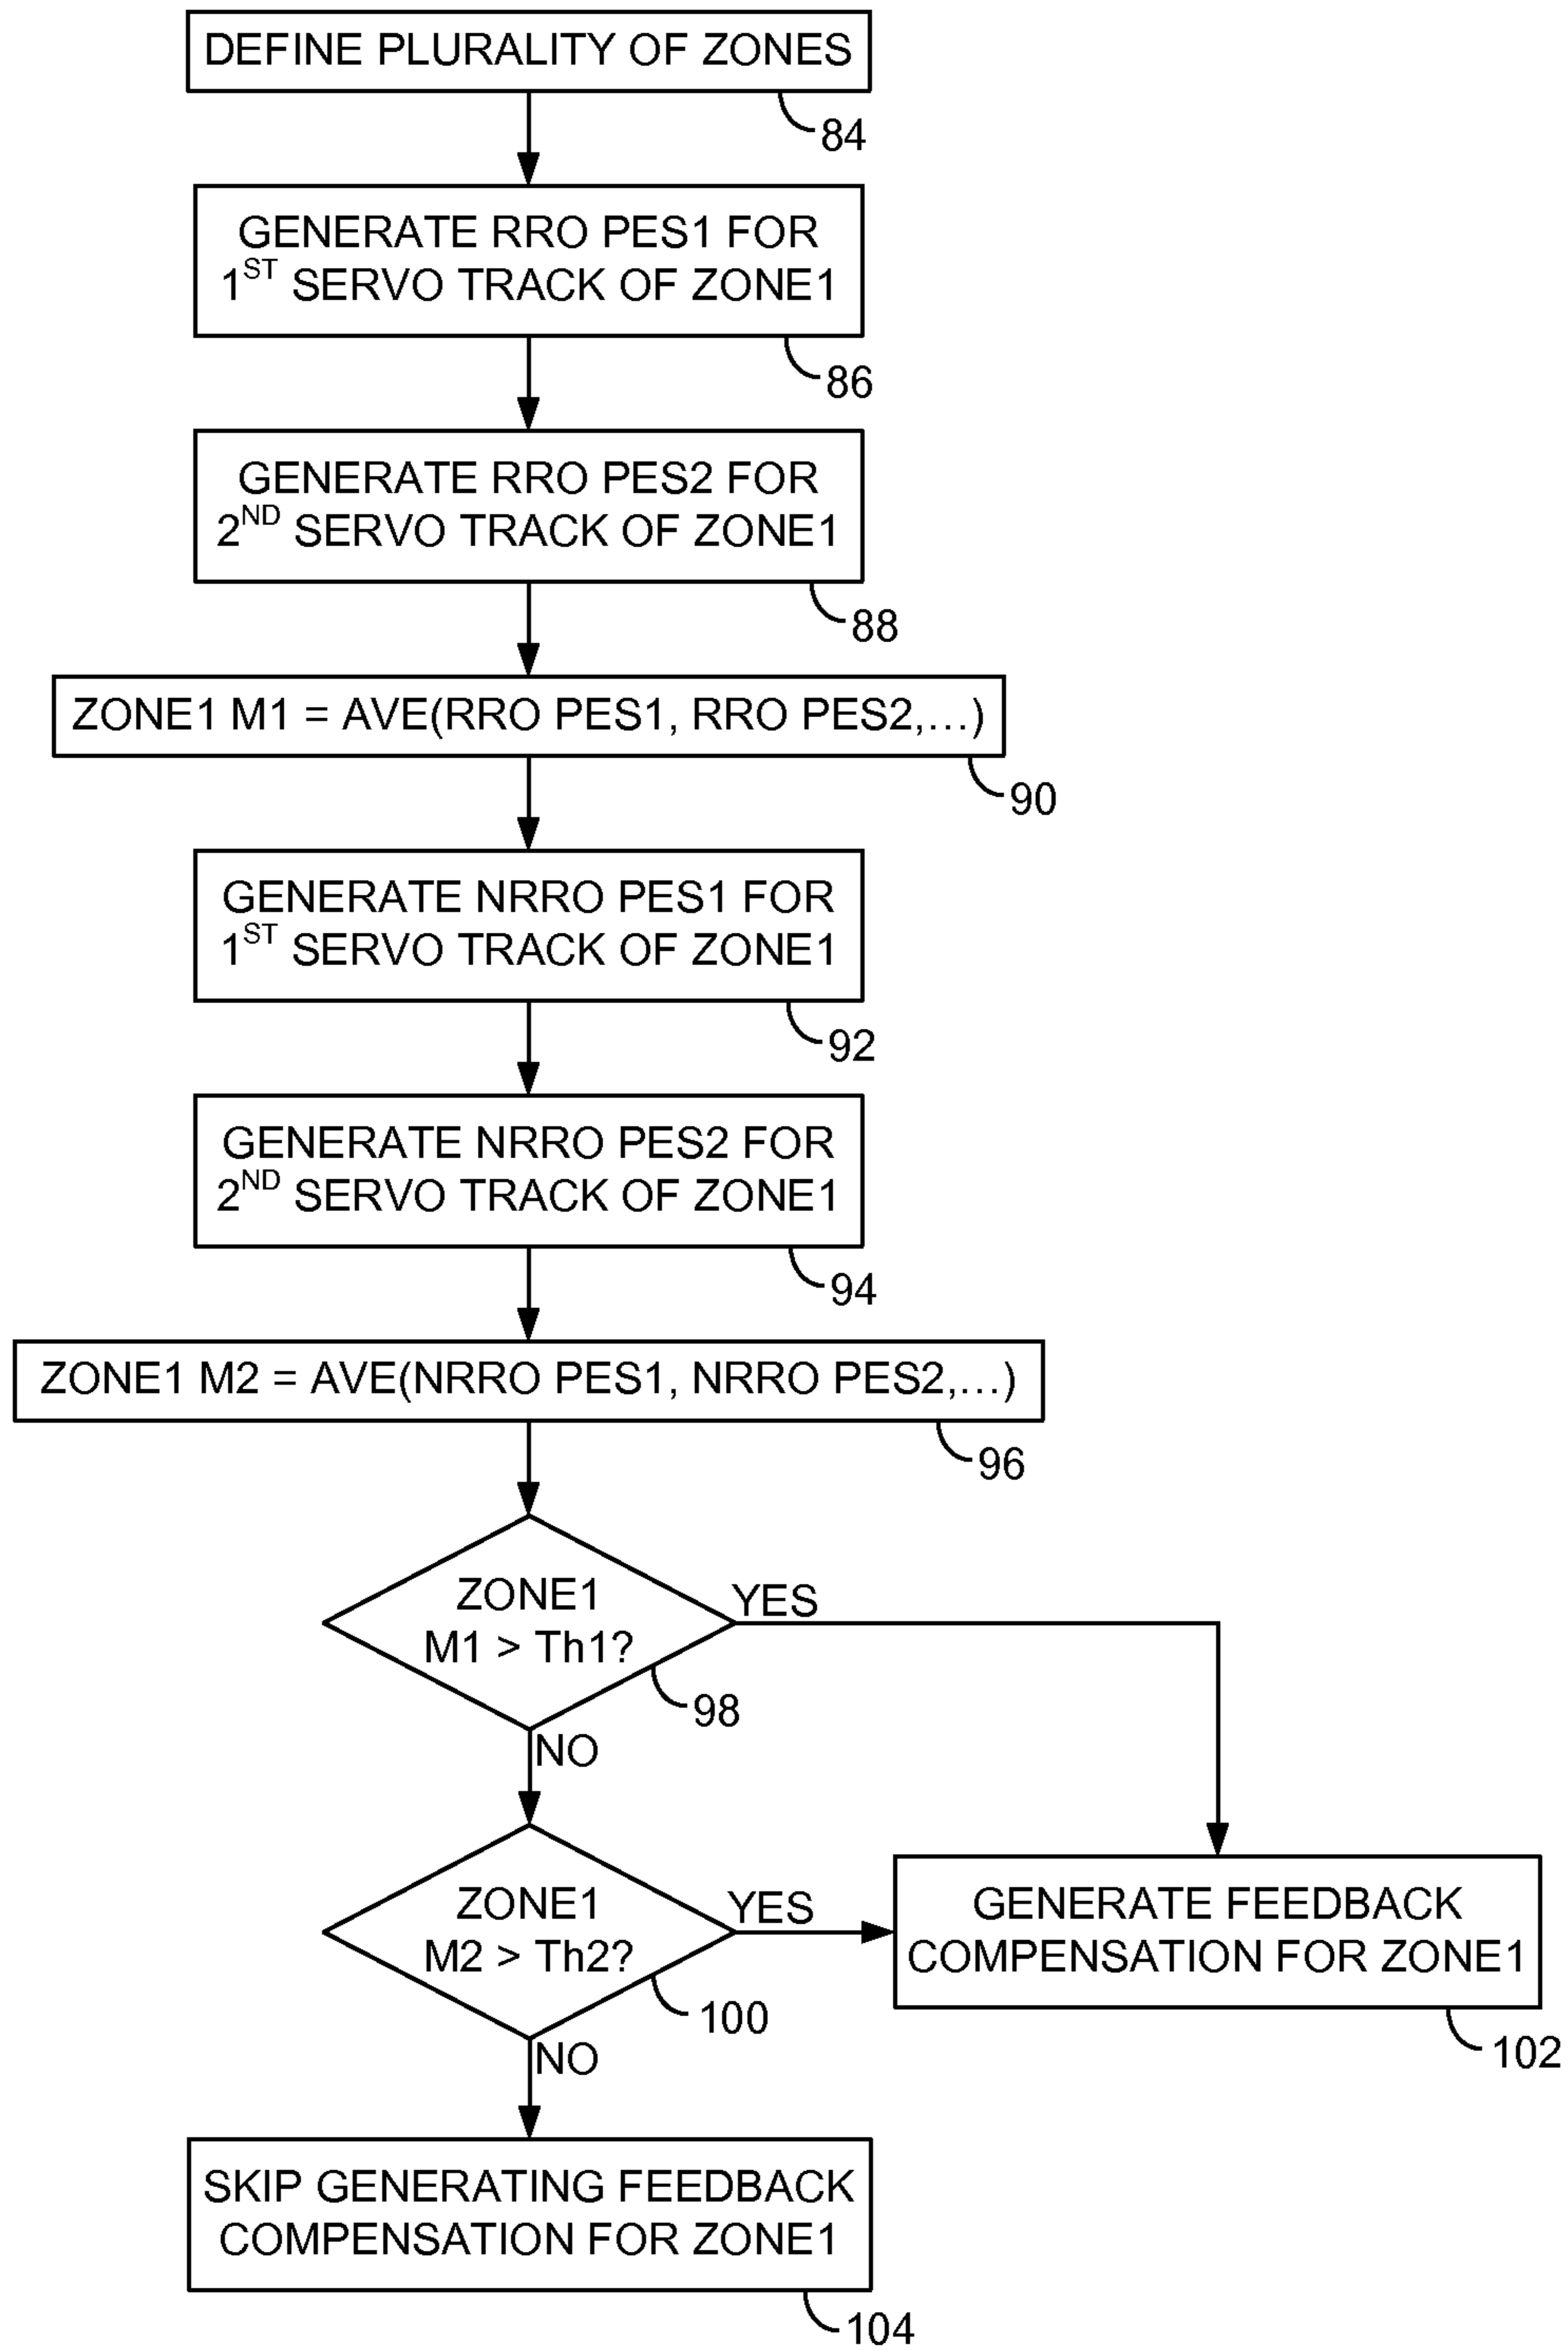 DEFINE PLURALITY OF ZONES
84
GENERATE RRO PES1 FOR
1ST SERVO TRACK OF ZONE1
86
GENERATE RRO PES2 FOR
2ND SERVO TRACK OF ZONE1
88
ZONE1 M1 = AVE(RRO PES1, RRO PES2,...)
90
GENERATE NRRO PES1 FOR
1ST SERVO TRACK OF ZONE1
92
GENERATE NRRO PES2 FOR
2ND SERVO TRACK OF ZONE1
94
ZONE1 M2 = AVE(NRRO PES1, NRRO PES2,...)
96
ZONE1
M1 > Th1?
YES
98
NO
ZONE1
M2 > Th2?
YES
100
NO
GENERATE FEEDBACK
COMPENSATION FOR ZONE1
102
SKIP GENERATING FEEDBACK
COMPENSATION FOR ZONE1
104